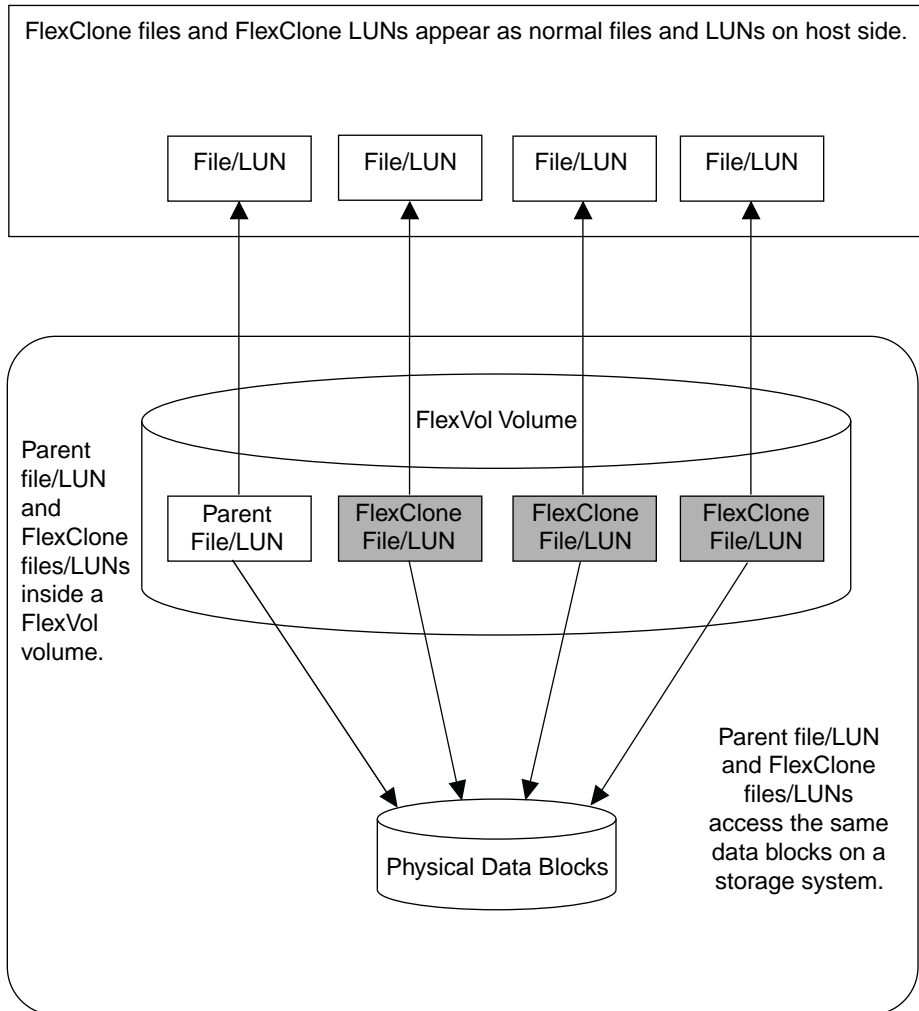 FlexClone files and FlexClone LUNs appear as normal files and LUNs on host side.
File/LUN
File/LUN
File/LUN
File/LUN
FlexVol Volume
Parent
file/LUN
and
FlexClone
files/LUNs
inside a
FlexVol
volume.
Parent
File/LUN
FlexClone
File/LUN
FlexClone
File/LUN
FlexClone
File/LUN
Parent file/LUN
and FlexClone
files/LUNs
access the same
data blocks on a
storage system.
Physical Data Blocks